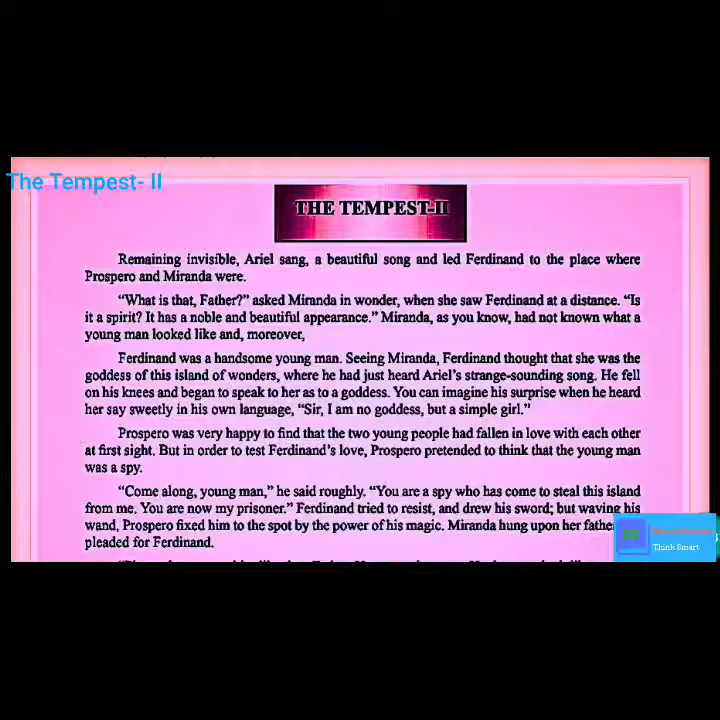 The Tempest- II
THE TEMPEST-II
Remaining invisible, Ariel sang, a beautiful song and led Ferdinand to the place where
Prospero and Miranda were.
“What is that, Father?” asked Miranda in wonder, when she saw Ferdinand at a distance. “Is
it a spirit? It has a noble and beautiful appearance.” Miranda, as you know, had not known what a
young man looked like and, moreover,
Ferdinand was a handsome young man. Seeing Miranda, Ferdinand thought that she was the
goddess of this island of wonders, where he had just heard Ariel’s strange-sounding song. He fell
on his knees and began to speak to her as to a goddess. You can imagine his surprise when he heard
her say sweetly in his own language, “Sir, I am no goddess, but a simple girl.”
Prospero was very happy to find that the two young people had fallen in love with each other
at first sight. But in order to test Ferdinand’s love, Prospero pretended to think that the young man
was a spy.
“Come along, young man,” he said roughly. “You are a spy who has come to steal this island
from me. You are now my prisoner.” Ferdinand tried to resist, and drew his sword; but waving his
wand, Prospero fixed him to the spot by the power of his magic. Miranda hung upon her father
pleaded for Ferdinand.
Think Smart